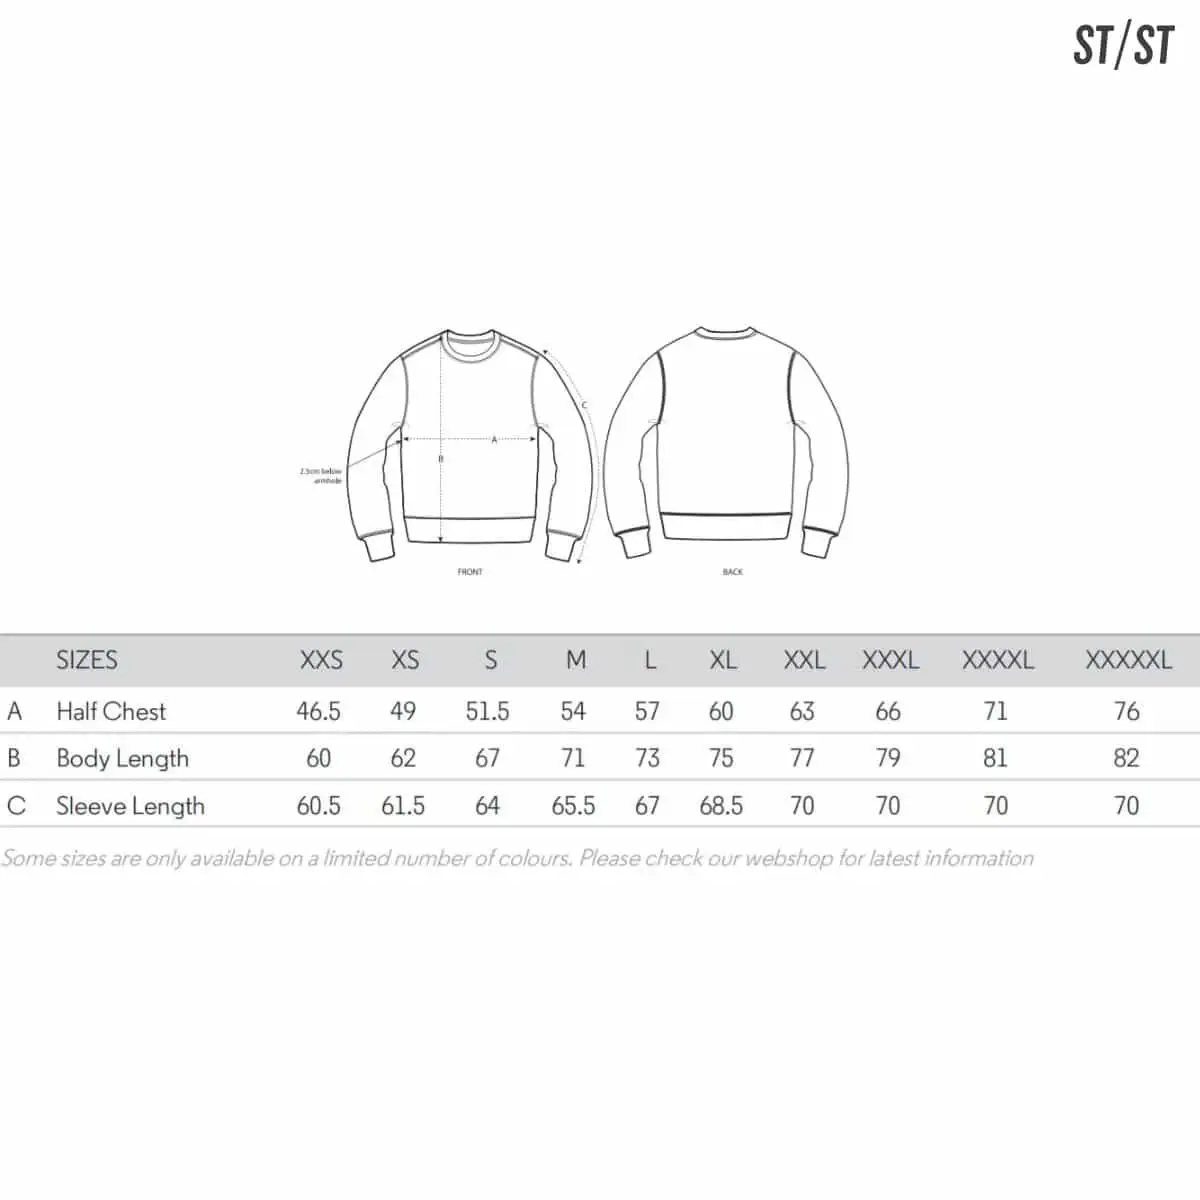 ST/ST
C
A
B
2.5cm below
armhole
FRONT
BACK
SIZES XXS XS S M L XL XXL XXXL XXXXL XXXXXL
A Half Chest 46.5 49 51.5 54 57 60 63 66 71 76
B Body Length 60 62 67 71 73 75 77 79 81 82
C Sleeve Length 60.5 61.5 64 65.5 67 68.5 70 70 70 70
Some sizes are only available on a limited number of colours. Please check our webshop for latest information